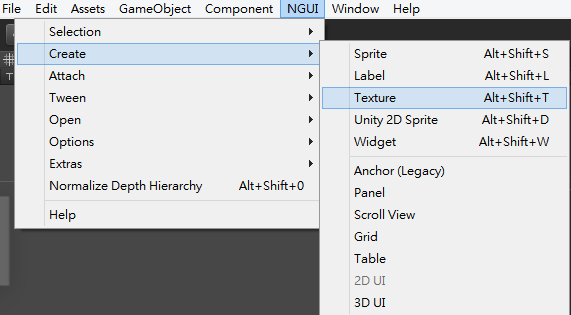 File Edit Assets GameObject Component NGUI Window Help
Selection
Create
Attach
Tween
Open
Options
Extras
Normalize Depth Hierarchy Alt+Shift+0
Help
Sprite Alt+Shift+S
Label Alt+Shift+L
Texture Alt+Shift+T
Unity 2D Sprite Alt+Shift+D
Widget Alt+Shift+W
Anchor (Legacy)
Panel
Scroll View
Grid
Table
2D UI
3D UI